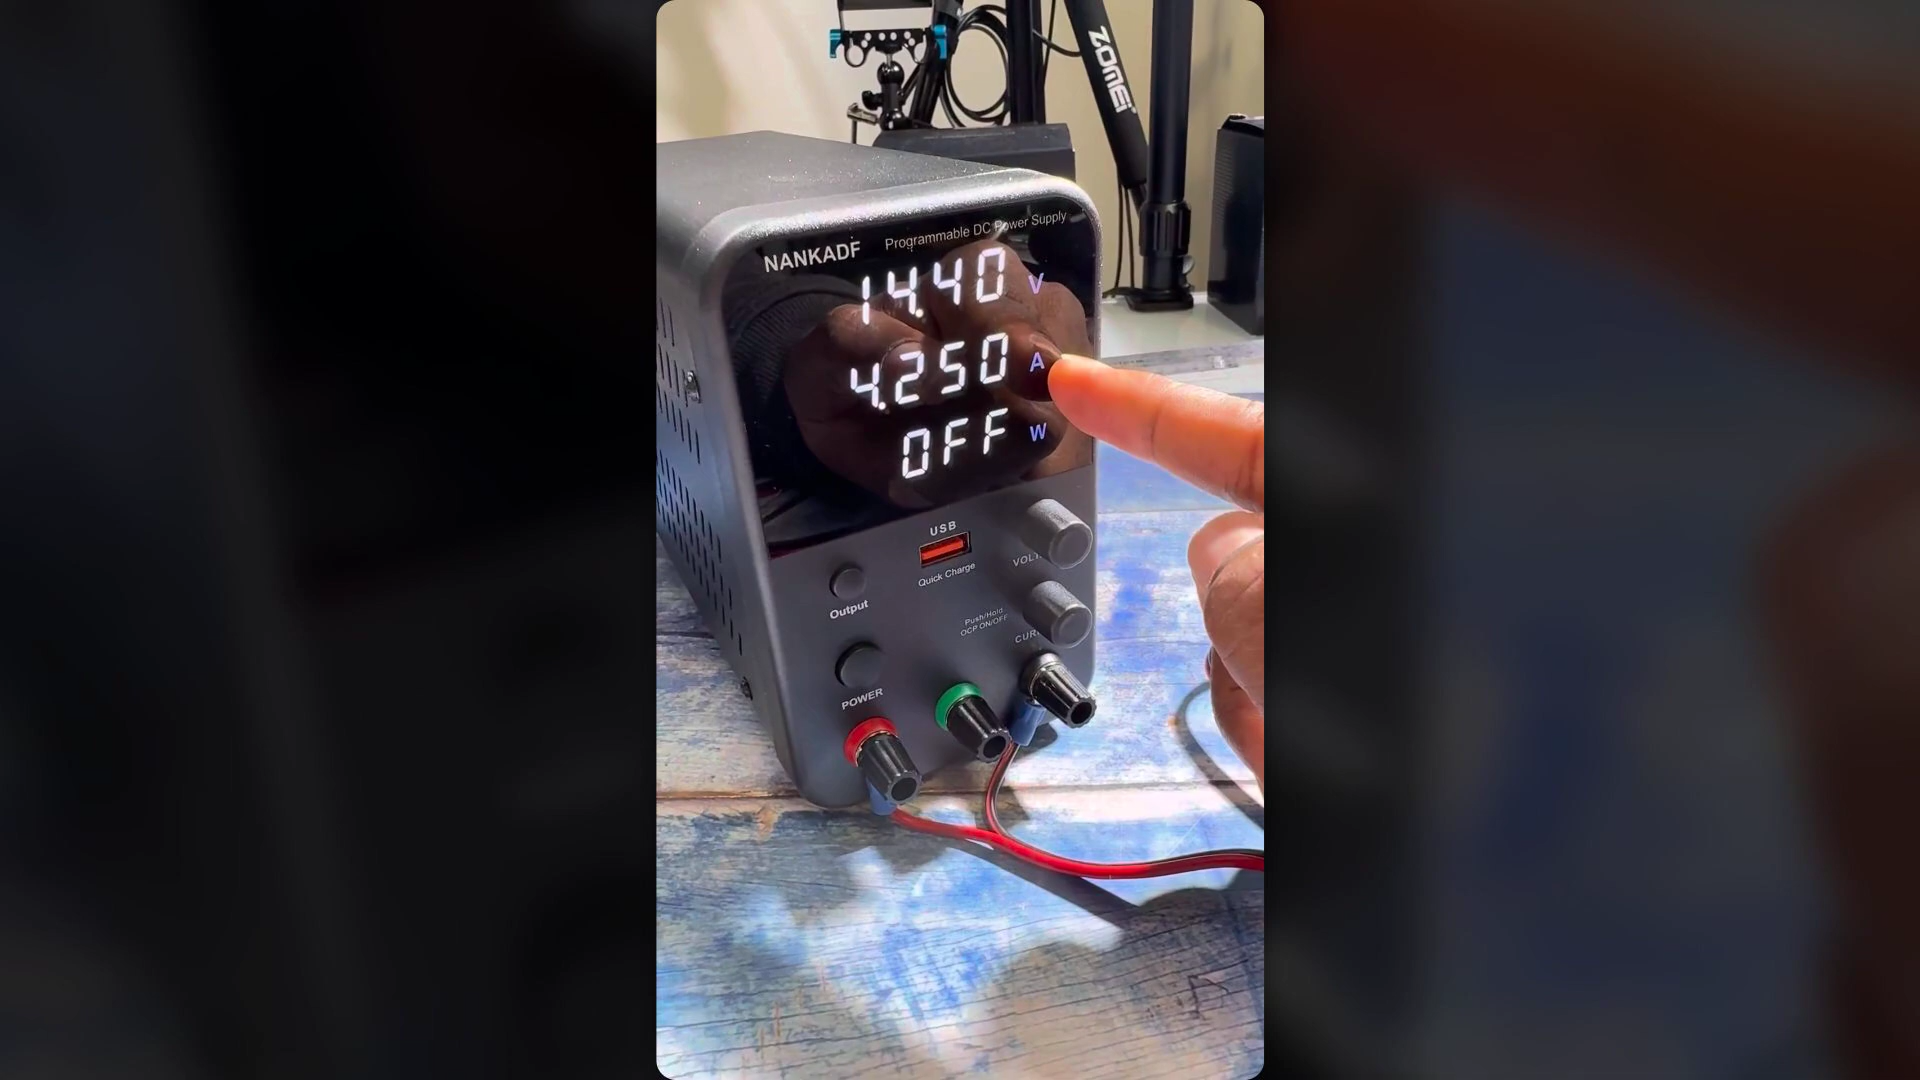 ZOMEi
NANKADF Programmable DC Power Supply
14.40 V
4.250 A
OFF W
USB
Quick Charge
Output
Push/Hold
OCP ON/OFF
POWER